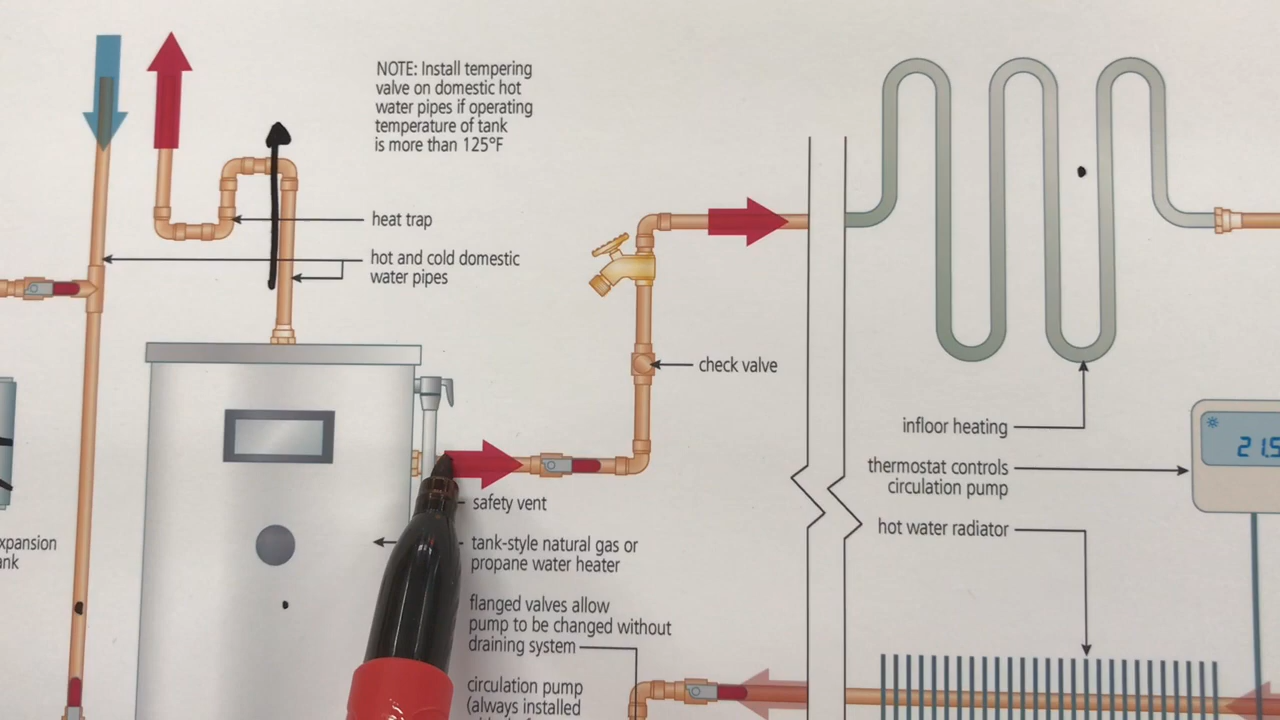 NOTE: Install tempering
valve on domestic hot
water pipes if operating
temperature of tank
is more than 125°F
heat trap
hot and cold domestic
water pipes
check valve
infloor heating
thermostat controls
circulation pump
21.5
hot water radiator
safety vent
tank-style natural gas or
propane water heater
flanged valves allow
pump to be changed without
draining system
circulation pump
(always installed